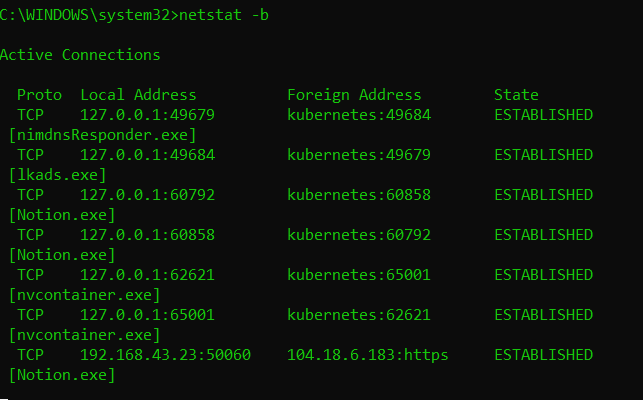 C:\WINDOWS\system32>netstat -b
Active Connections
Proto  Local Address          Foreign Address        State
TCP    127.0.0.1:49679        kubernetes:49684       ESTABLISHED
[nimdnsResponder.exe]
TCP    127.0.0.1:49684        kubernetes:49679       ESTABLISHED
[lkads.exe]
TCP    127.0.0.1:60792        kubernetes:60858       ESTABLISHED
[Notion.exe]
TCP    127.0.0.1:60858        kubernetes:60792       ESTABLISHED
[Notion.exe]
TCP    127.0.0.1:62621        kubernetes:65001       ESTABLISHED
[nvcontainer.exe]
TCP    127.0.0.1:65001        kubernetes:62621       ESTABLISHED
[nvcontainer.exe]
TCP    192.168.43.23:50060    104.18.6.183:https     ESTABLISHED
[Notion.exe]